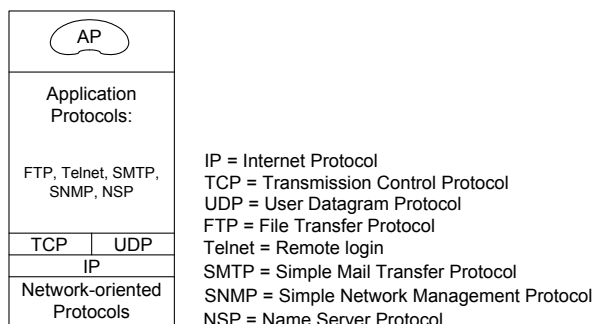 AP
Application
Protocols:
FTP, Telnet, SMTP,
SNMP, NSP
TCP UDP
IP
Network-oriented
Protocols
IP = Internet Protocol
TCP = Transmission Control Protocol
UDP = User Datagram Protocol
FTP = File Transfer Protocol
Telnet = Remote login
SMTP = Simple Mail Transfer Protocol
SNMP = Simple Network Management Protocol
NSP = Name Server Protocol